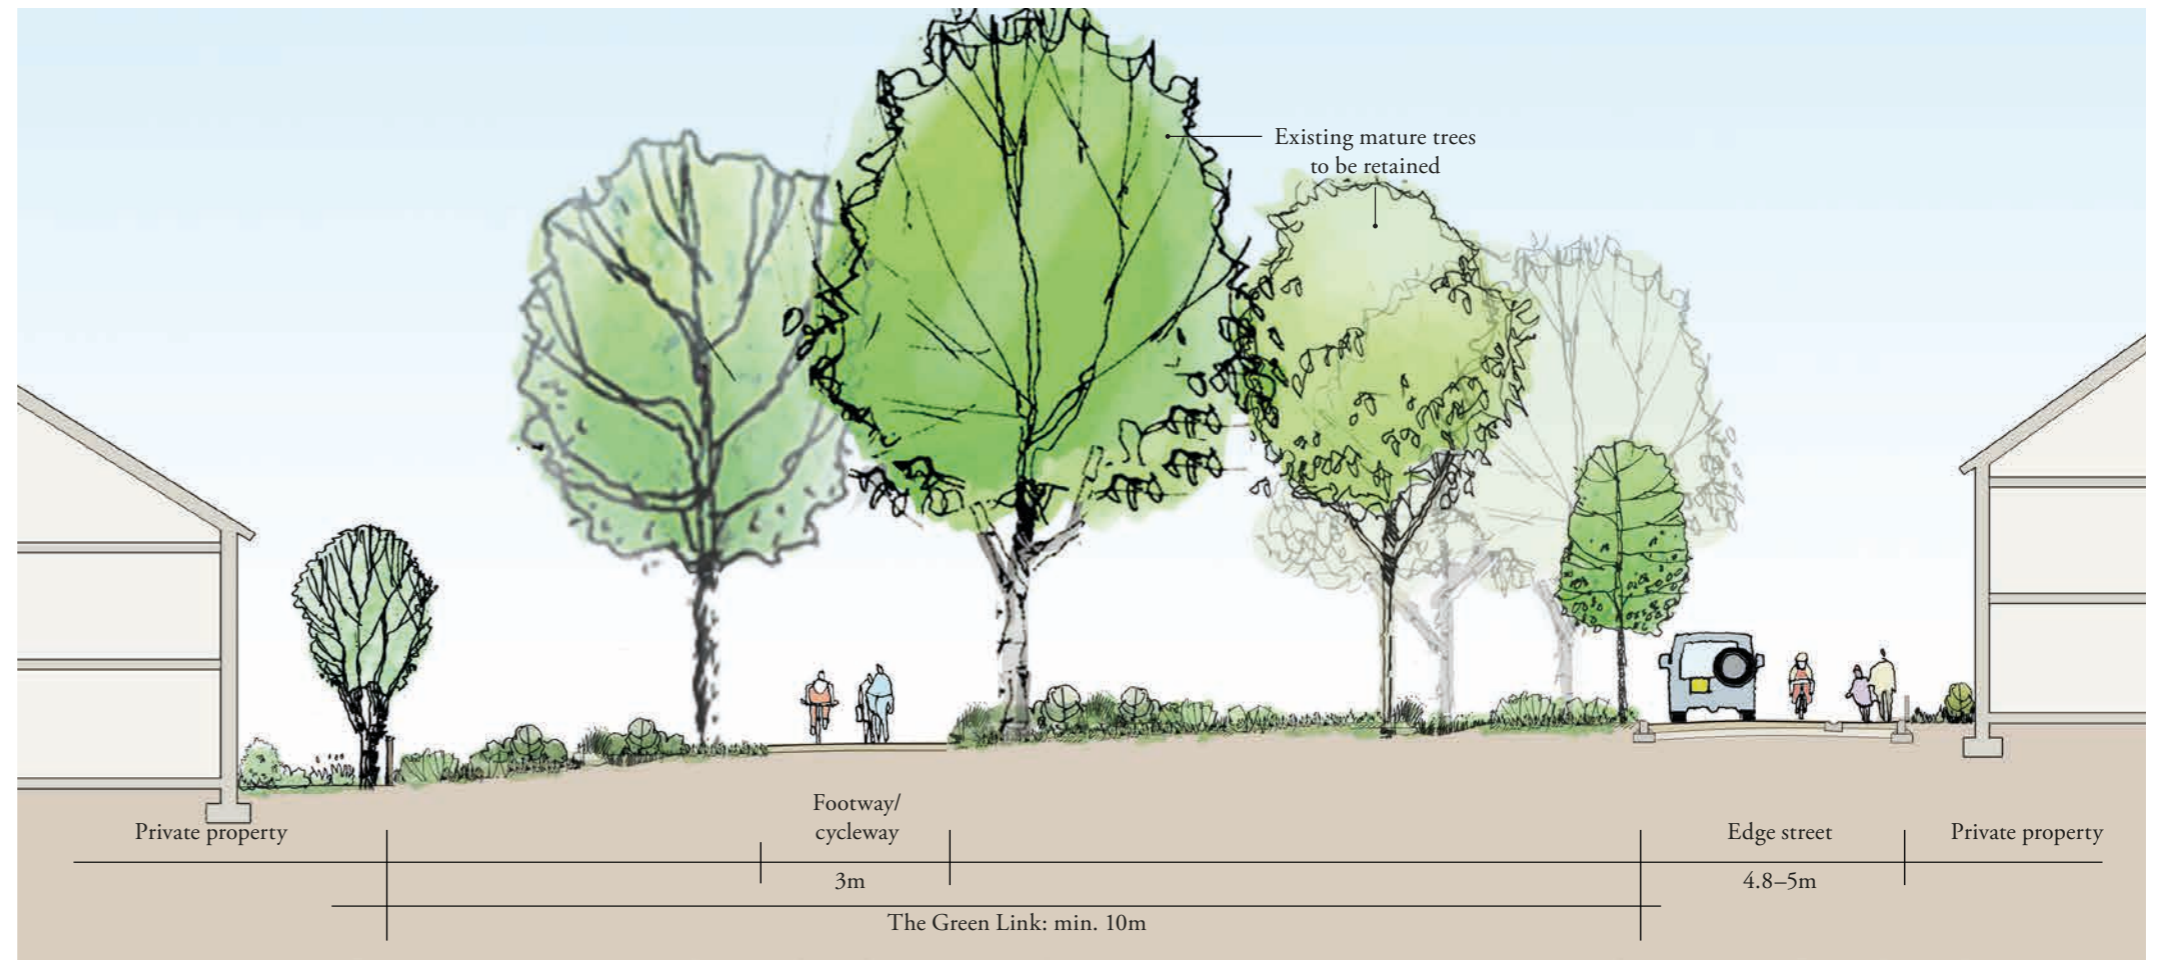 Existing mature trees
to be retained
Footway/
cycleway
Private property
Edge street
Private property
3m
4.8–5m
The Green Link: min. 10m